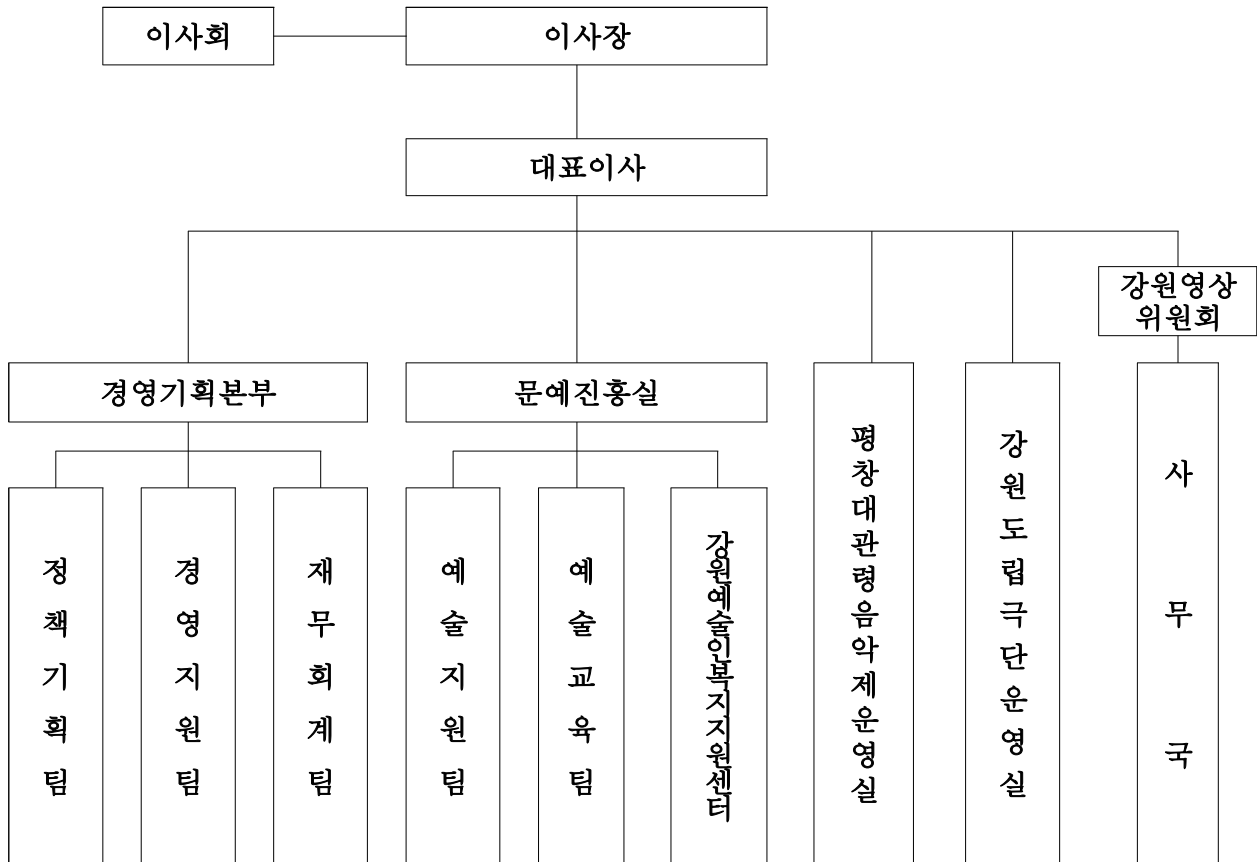 이사회
이사장
대표이사
강원영상
위원회
경영기획본부
문예진흥실
정책기획팀
경영지원팀
재무회계팀
예술지원팀
예술교육팀
강원예술인복지지원센터
평창대관령음악제운영실
강원도립극단운영실
사무국